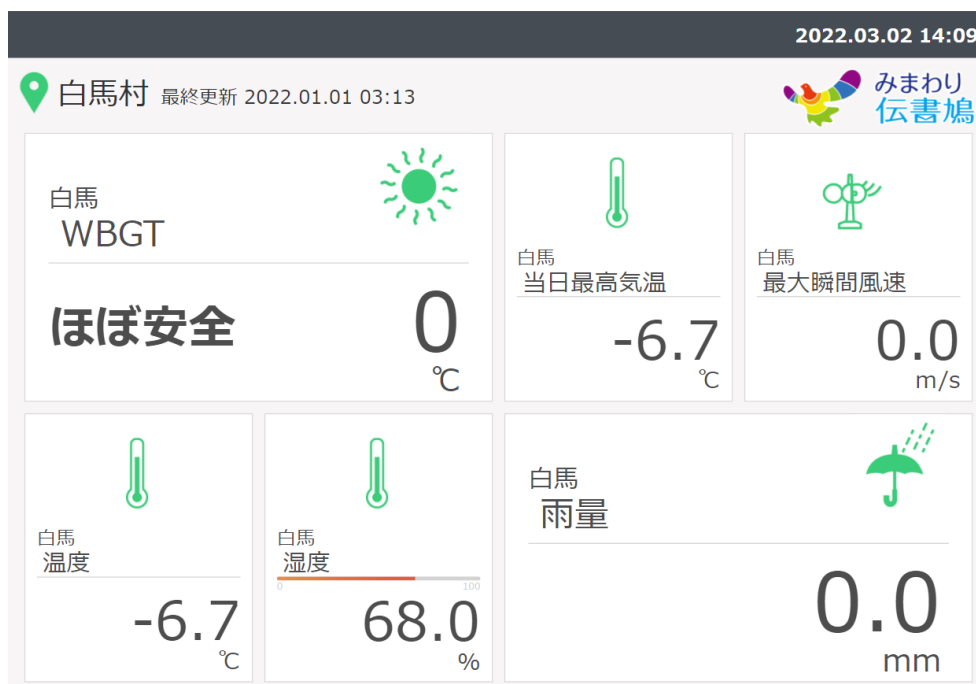 2022.03.02 14:09
白馬村 最終更新 2022.01.01 03:13
みまわり
伝書鳩
白馬
WBGT
ほぼ安全
0
℃
白馬
当日最高気温
-6.7
℃
白馬
最大瞬間風速
0.0
m/s
白馬
温度
-6.7
℃
白馬
湿度
0 100
68.0
%
白馬
雨量
0.0
mm